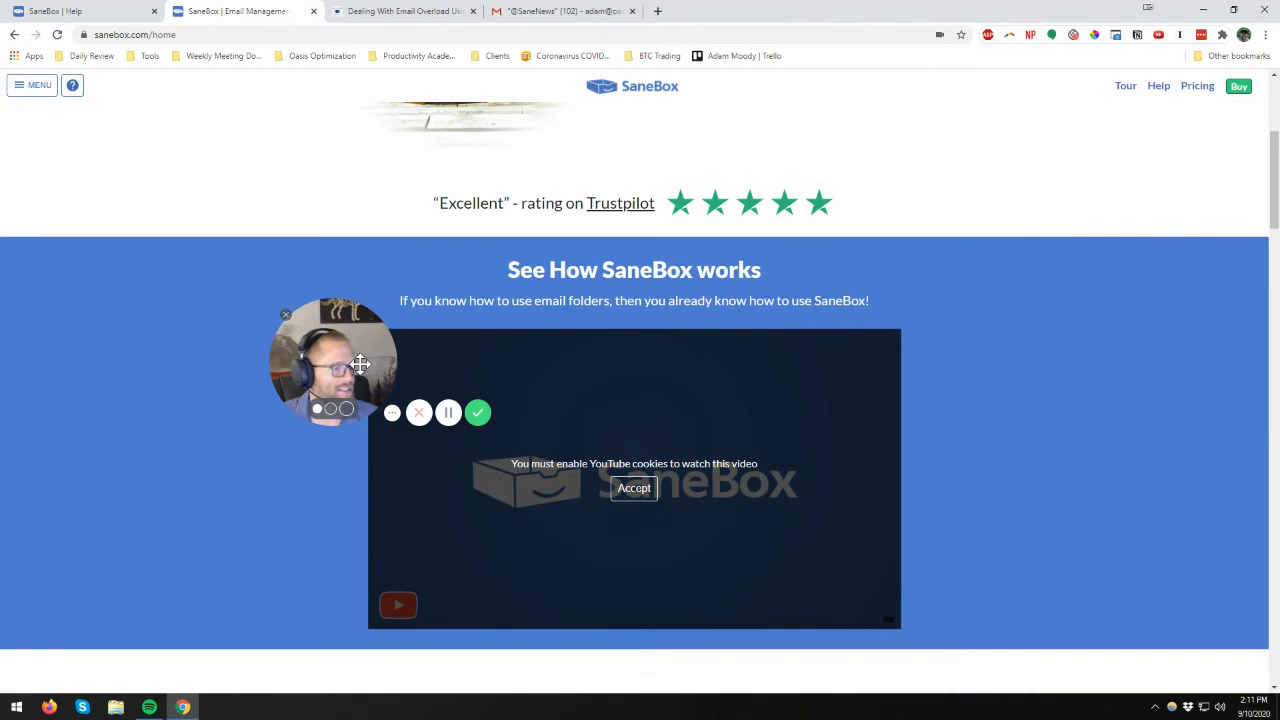 SaneBox | Help
SaneBox | Email Management
Dealing With Email Overload Usi
"@SaneNews" (102) - adam@oas
sanebox.com/home
Apps
Daily Review
Tools
Weekly Meeting Do...
Oasis Optimization
Productivity Acade...
Clients
Coronavirus COVID...
BTC Trading
Adam Moody | Trello
Other bookmarks
MENU
?
SaneBox
Tour
Help
Pricing
Buy
“Excellent” - rating on Trustpilot
See How SaneBox works
If you know how to use email folders, then you already know how to use SaneBox!
You must enable YouTube cookies to watch this video
SaneBox
Accept
2:11 PM
9/10/2020